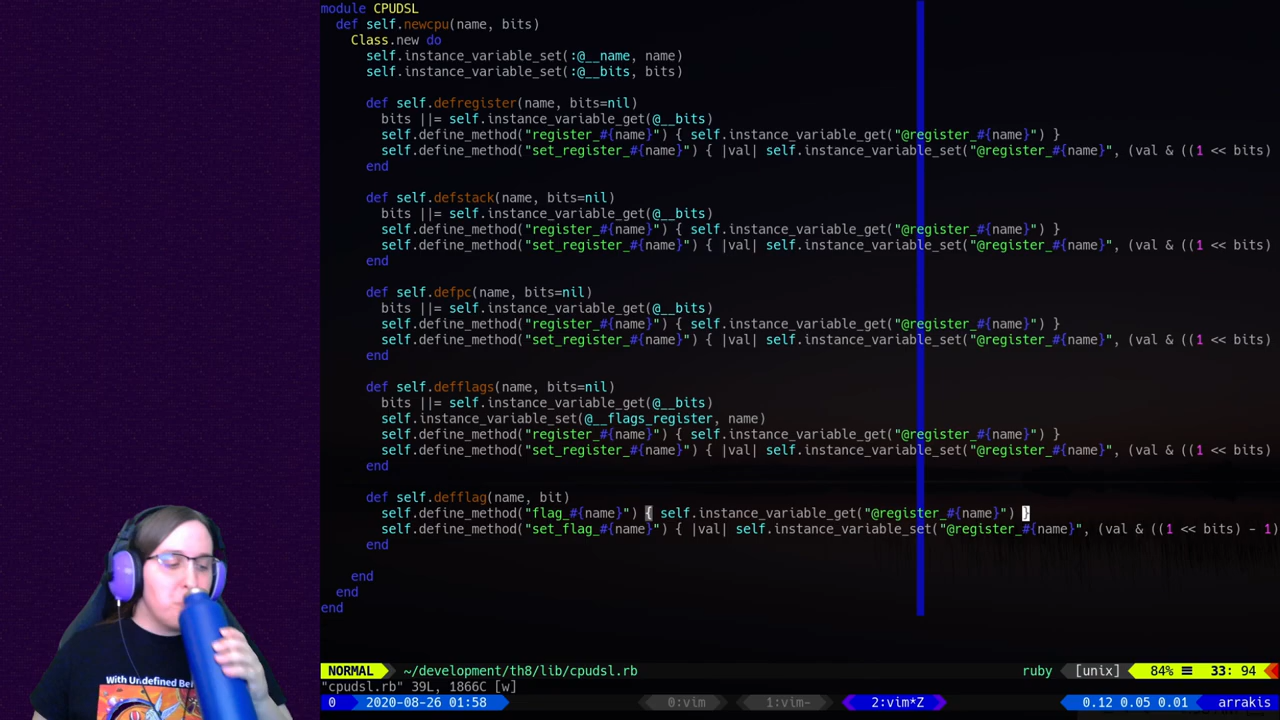 module CPUDSL
  def self.newcpu(name, bits)
    Class.new do
      self.instance_variable_set(:@__name, name)
      self.instance_variable_set(:@__bits, bits)

      def self.defregister(name, bits=nil)
        bits ||= self.instance_variable_get(@__bits)
        self.define_method("register_#{name}") { self.instance_variable_get("@register_#{name}") }
        self.define_method("set_register_#{name}") { |val| self.instance_variable_set("@register_#{name}", (val & ((1 << bits)
      end

      def self.defstack(name, bits=nil)
        bits ||= self.instance_variable_get(@__bits)
        self.define_method("register_#{name}") { self.instance_variable_get("@register_#{name}") }
        self.define_method("set_register_#{name}") { |val| self.instance_variable_set("@register_#{name}", (val & ((1 << bits)
      end

      def self.defpc(name, bits=nil)
        bits ||= self.instance_variable_get(@__bits)
        self.define_method("register_#{name}") { self.instance_variable_get("@register_#{name}") }
        self.define_method("set_register_#{name}") { |val| self.instance_variable_set("@register_#{name}", (val & ((1 << bits)
      end

      def self.defflags(name, bits=nil)
        bits ||= self.instance_variable_get(@__bits)
        self.instance_variable_set(@__flags_register, name)
        self.define_method("register_#{name}") { self.instance_variable_get("@register_#{name}") }
        self.define_method("set_register_#{name}") { |val| self.instance_variable_set("@register_#{name}", (val & ((1 << bits)
      end

      def self.defflag(name, bit)
        self.define_method("flag_#{name}") { self.instance_variable_get("@register_#{name}") }
        self.define_method("set_flag_#{name}") { |val| self.instance_variable_set("@register_#{name}", (val & ((1 << bits) - 1)
      end

    end
  end
end
With Undefined Be
NORMAL ~/development/th8/lib/cpudsl.rb ruby [unix] 84% ≡ 33: 94
"cpudsl.rb" 39L, 1866C [w]
0 2020-08-26 01:58 0:vim 1:vim- 2:vim*Z 0.12 0.05 0.01 arrakis